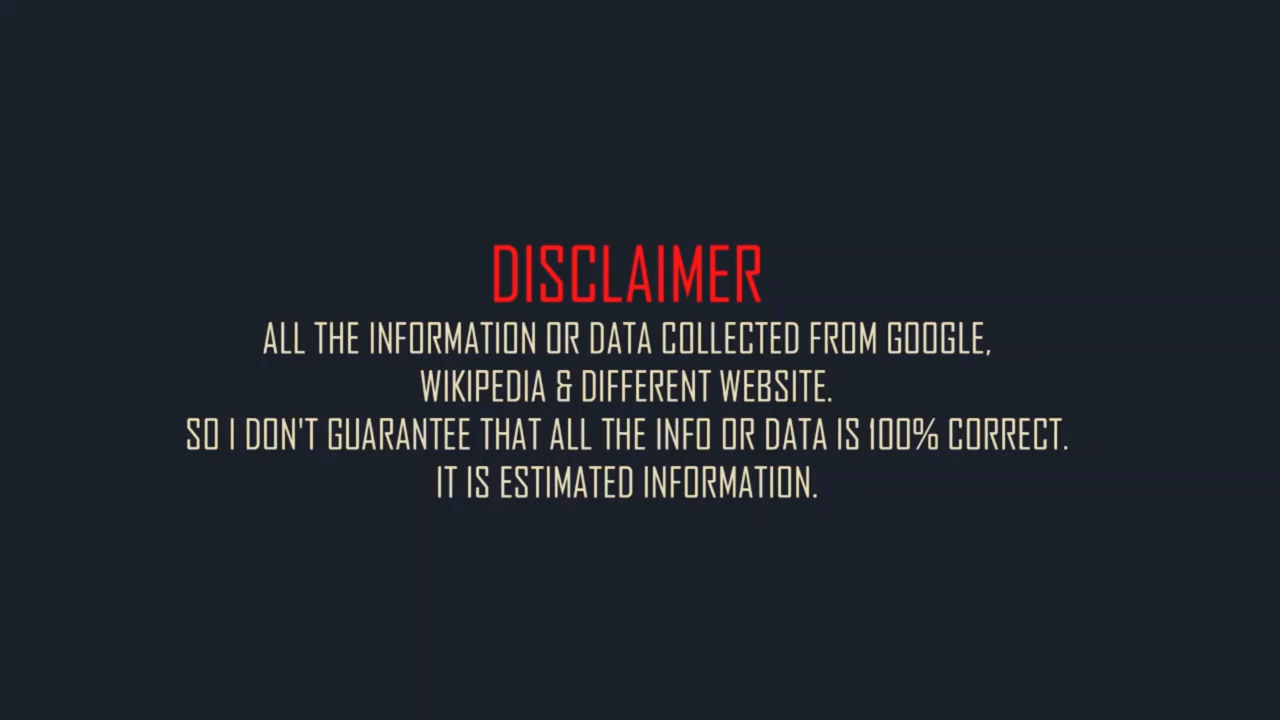 DISCLAIMER
ALL THE INFORMATION OR DATA COLLECTED FROM GOOGLE,
WIKIPEDIA & DIFFERENT WEBSITE.
SO I DON'T GUARANTEE THAT ALL THE INFO OR DATA IS 100% CORRECT.
IT IS ESTIMATED INFORMATION.